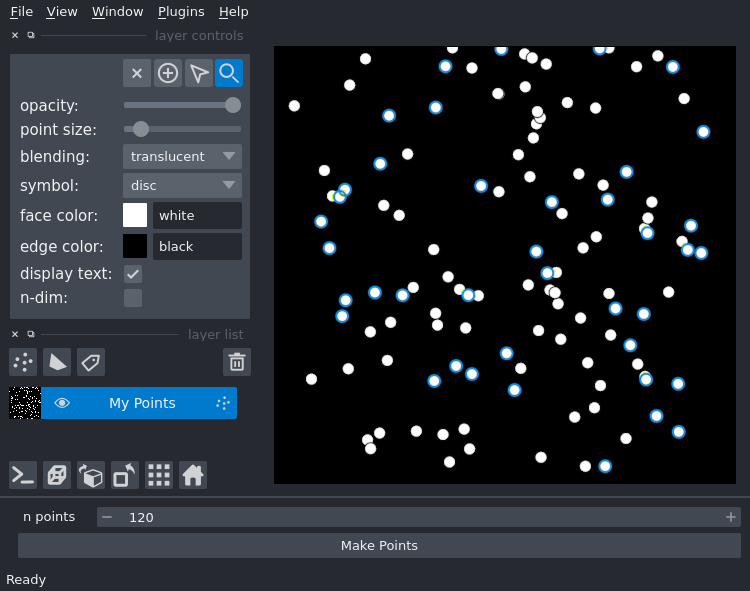 File View Window Plugins Help
layer controls
opacity:
point size:
blending: translucent
symbol: disc
face color: white
edge color: black
display text:
n-dim:
layer list
My Points
n points 120
Make Points
Ready